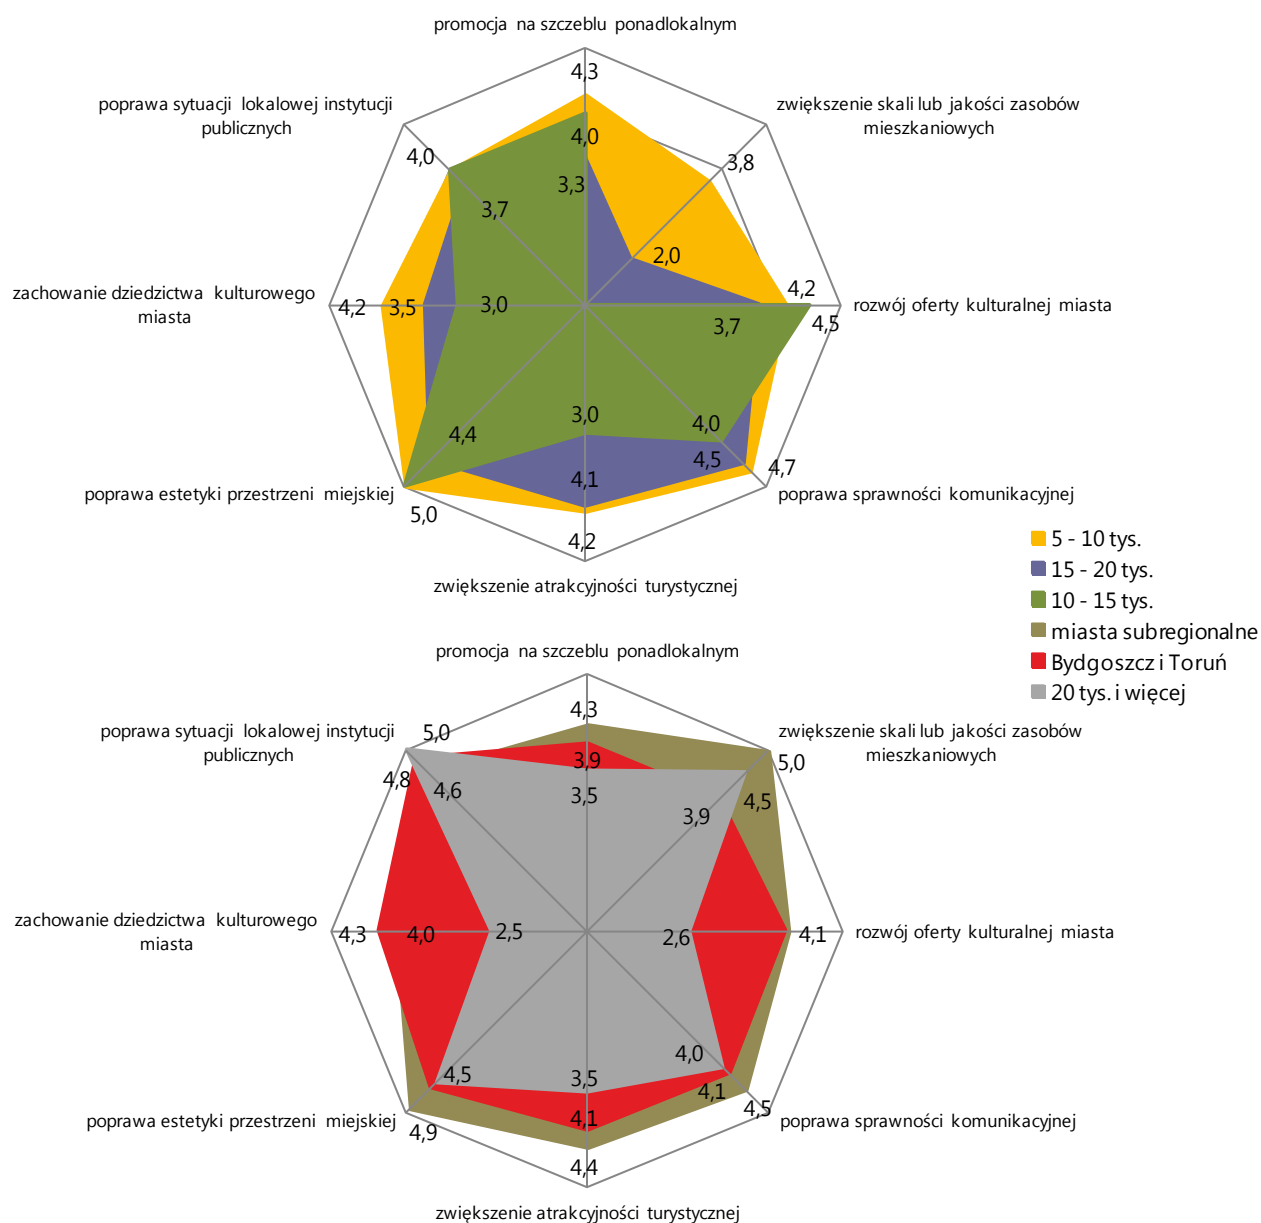 promocja na szczeblu ponadlokalnym
4,3
zwiększenie skali lub jakości zasobów
mieszkaniowych
poprawa sytuacji lokalowej instytucji
publicznych
4,0
4,0
3,8
3,3
3,7
2,0
zachowanie dziedzictwa kulturowego
miasta
4,2
3,5
3,0
4,2
rozwój oferty kulturalnej miasta
4,5
3,7
3,0
4,0
4,4
4,5
4,7
4,1
poprawa estetyki przestrzeni miejskiej
5,0
poprawa sprawności komunikacyjnej
4,2
zwiększenie atrakcyjności turystycznej
5 - 10 tys.
15 - 20 tys.
10 - 15 tys.
miasta subregionalne
Bydgoszcz i Toruń
20 tys. i więcej
promocja na szczeblu ponadlokalnym
4,3
poprawa sytuacji lokalowej instytucji
publicznych
5,0
zwiększenie skali lub jakości zasobów
mieszkaniowych
5,0
3,9
4,8
4,6
3,5
4,5
3,9
zachowanie dziedzictwa kulturowego
miasta
4,3
4,0
2,5
2,6
4,1
rozwój oferty kulturalnej miasta
4,0
4,5
3,5
4,1
4,1
4,5
poprawa estetyki przestrzeni miejskiej
4,9
poprawa sprawności komunikacyjnej
4,4
zwiększenie atrakcyjności turystycznej